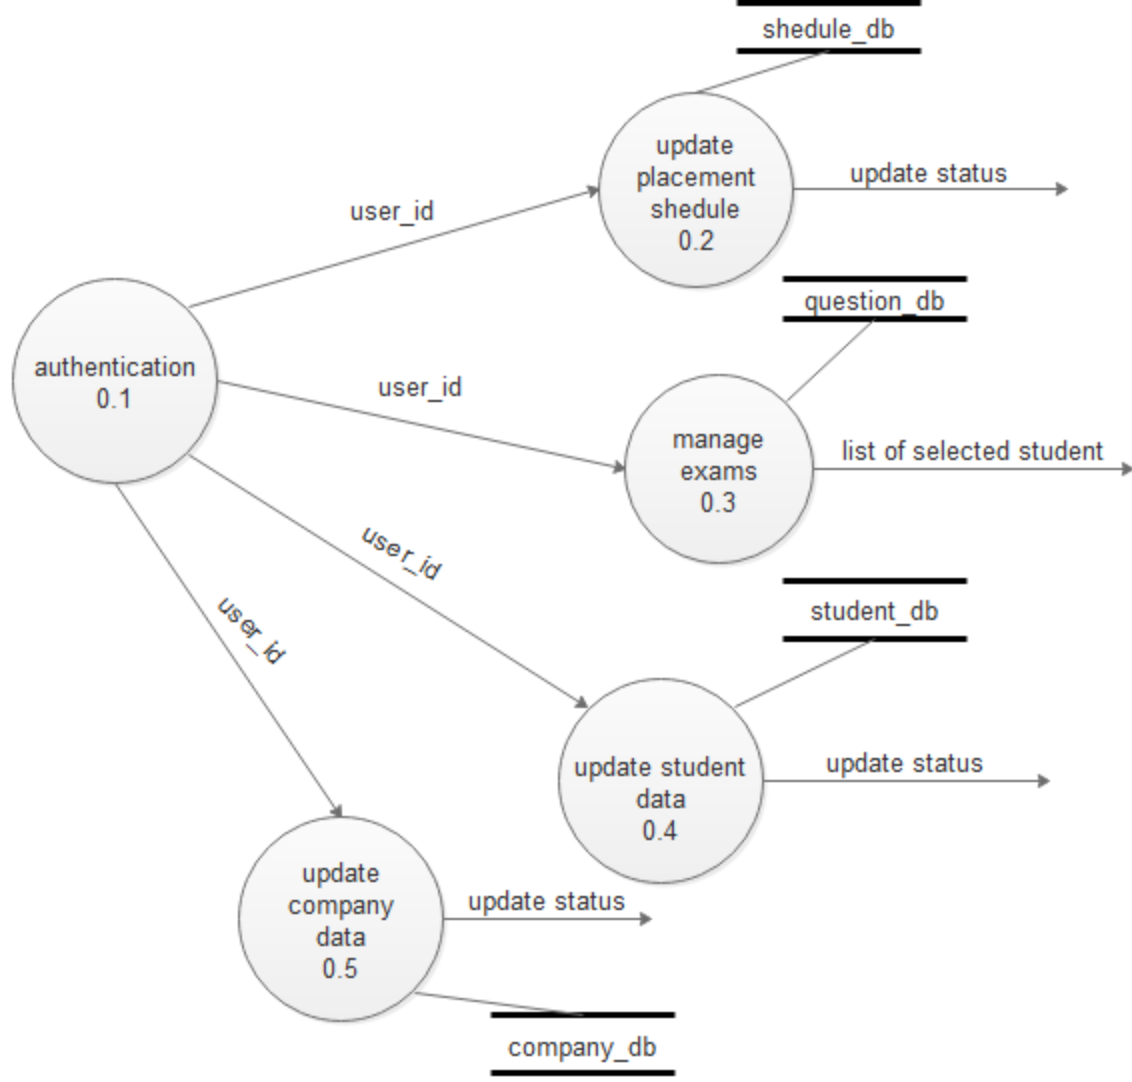 shedule_db
update
placement
shedule
0.2
update status
user_id
question_db
authentication
0.1
user_id
manage
exams
0.3
list of selected student
user_id
student_db
user_id
update student
data
0.4
update status
update
company
data
0.5
update status
company_db